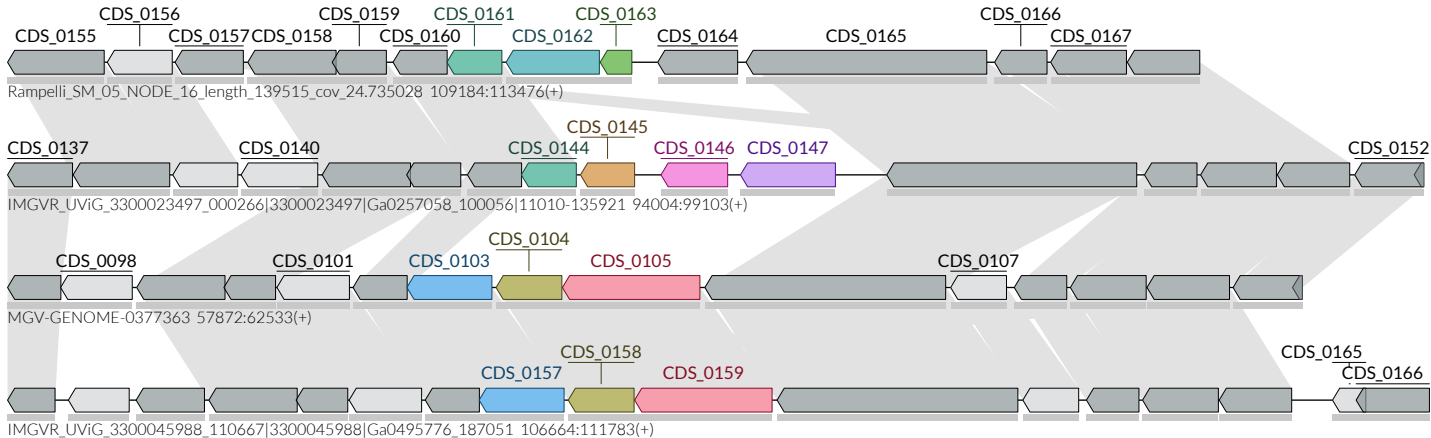 CDS_0156 CDS_0159 CDS_0161 CDS_0163 CDS_0166
CDS_0155 CDS_0157 CDS_0158 CDS_0160 CDS_0162 CDS_0164 CDS_0165 CDS_0167
Rampelli_SM_05_NODE_16_length_139515_cov_24.735028 109184:113476(+)
CDS_0145
CDS_0137 CDS_0140 CDS_0144 CDS_0146 CDS_0147 CDS_0152
IMGVR_UViG_3300023497_000266|3300023497|Ga0257058_100056|11010-135921 94004:99103(+)
CDS_0104
CDS_0098 CDS_0101 CDS_0103 CDS_0105 CDS_0107
MGV-GENOME-0377363 57872:62533(+)
CDS_0158 CDS_0165
CDS_0157 CDS_0159 CDS_0166
IMGVR_UViG_3300045988_110667|3300045988|Ga0495776_187051 106664:111783(+)